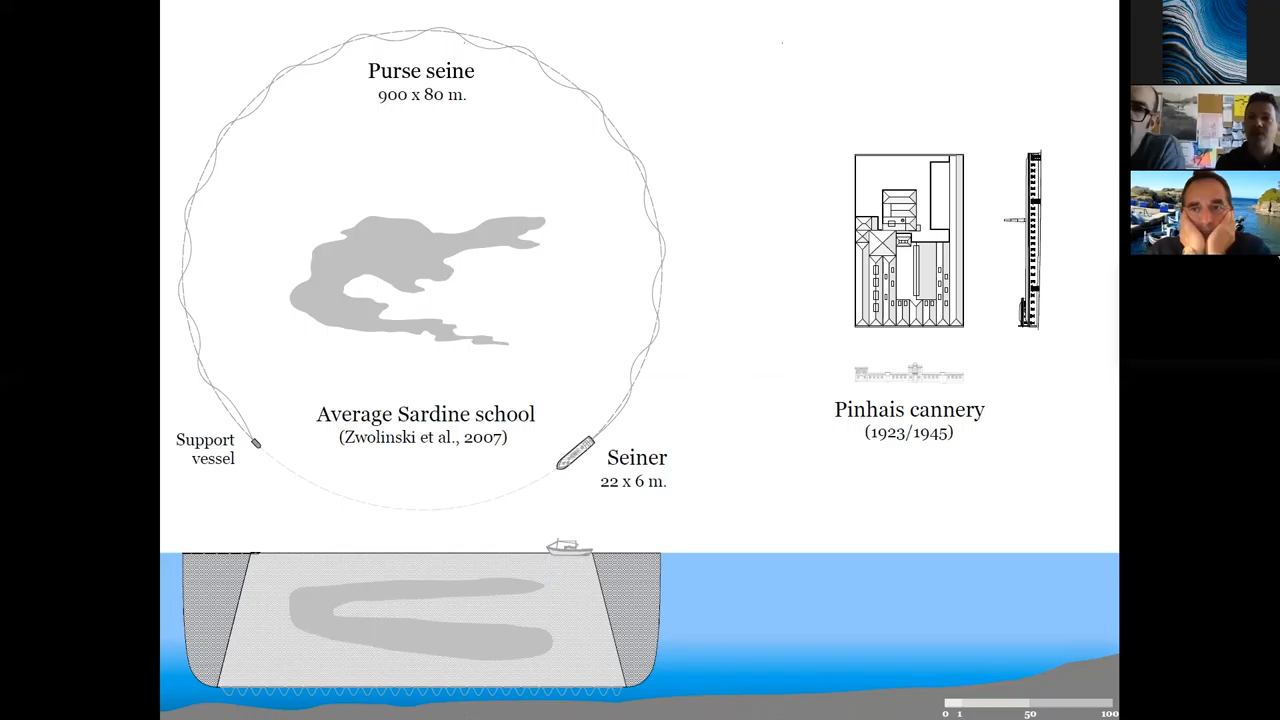 Purse seine
900 x 80 m.
Average Sardine school
(Zwolinski et al., 2007)
Support
vessel
Seiner
22 x 6 m.
Pinhais cannery
(1923/1945)
0 1 50 100